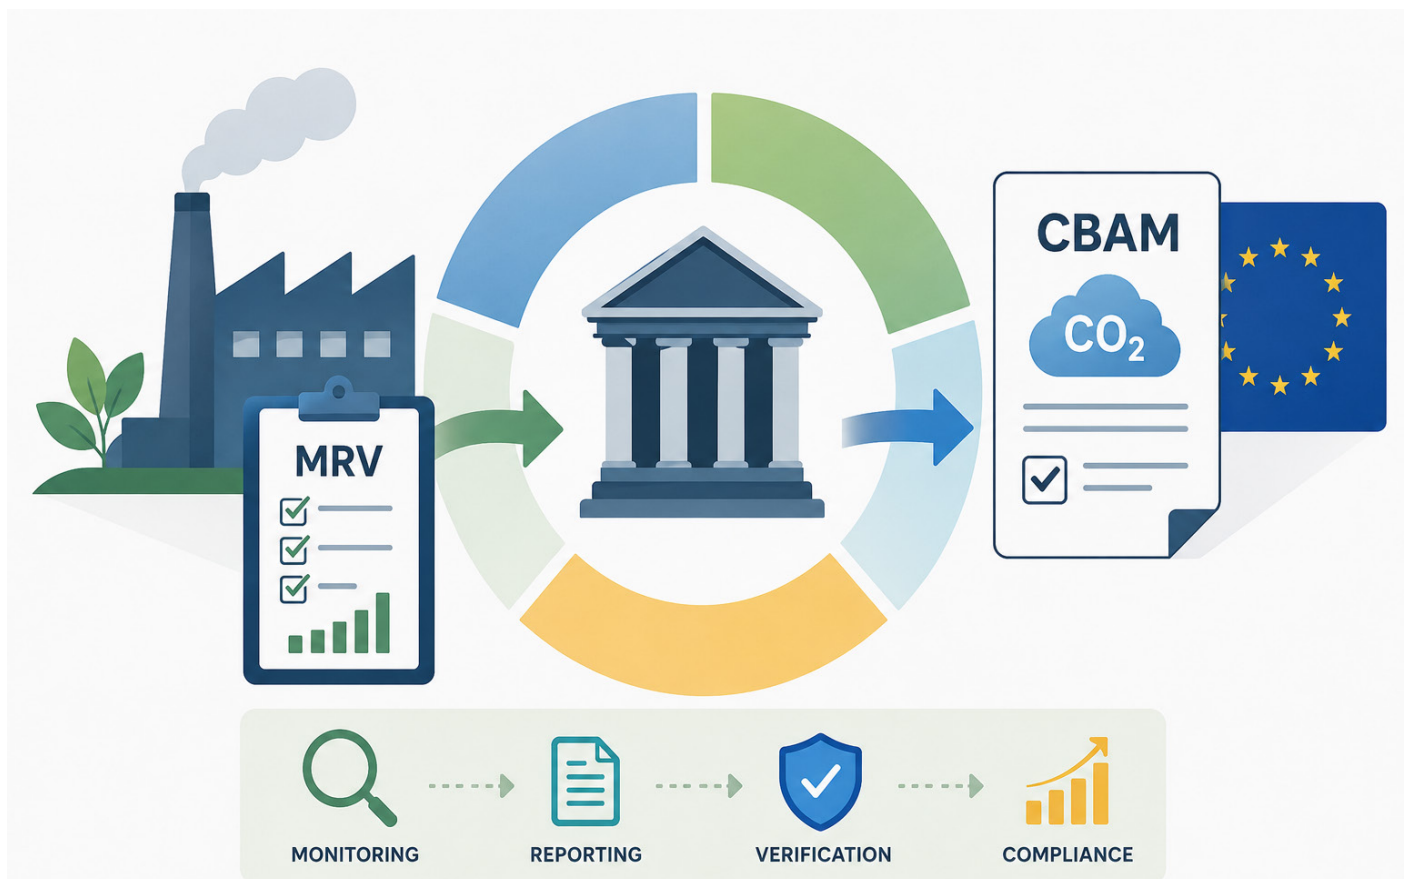 CBAM
CO₂
MRV
MONITORING
REPORTING
VERIFICATION
COMPLIANCE